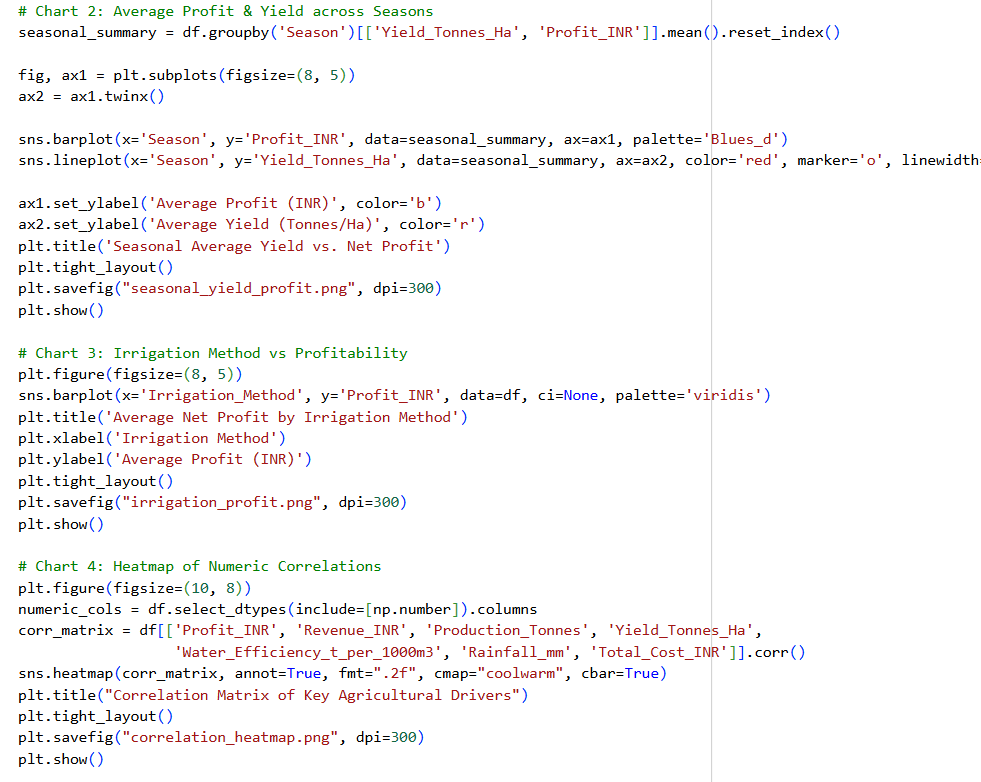 # Chart 2: Average Profit & Yield across Seasons
seasonal_summary = df.groupby('Season')[['Yield_Tonnes_Ha', 'Profit_INR']].mean().reset_index()
fig, ax1 = plt.subplots(figsize=(8, 5))
ax2 = ax1.twinx()
sns.barplot(x='Season', y='Profit_INR', data=seasonal_summary, ax=ax1, palette='Blues_d')
sns.lineplot(x='Season', y='Yield_Tonnes_Ha', data=seasonal_summary, ax=ax2, color='red', marker='o', linewidth=
ax1.set_ylabel('Average Profit (INR)', color='b')
ax2.set_ylabel('Average Yield (Tonnes/Ha)', color='r')
plt.title('Seasonal Average Yield vs. Net Profit')
plt.tight_layout()
plt.savefig("seasonal_yield_profit.png", dpi=300)
plt.show()
# Chart 3: Irrigation Method vs Profitability
plt.figure(figsize=(8, 5))
sns.barplot(x='Irrigation_Method', y='Profit_INR', data=df, ci=None, palette='viridis')
plt.title('Average Net Profit by Irrigation Method')
plt.xlabel('Irrigation Method')
plt.ylabel('Average Profit (INR)')
plt.tight_layout()
plt.savefig("irrigation_profit.png", dpi=300)
plt.show()
# Chart 4: Heatmap of Numeric Correlations
plt.figure(figsize=(10, 8))
numeric_cols = df.select_dtypes(include=[np.number]).columns
corr_matrix = df[['Profit_INR', 'Revenue_INR', 'Production_Tonnes', 'Yield_Tonnes_Ha',
'Water_Efficiency_t_per_1000m3', 'Rainfall_mm', 'Total_Cost_INR']].corr()
sns.heatmap(corr_matrix, annot=True, fmt=".2f", cmap="coolwarm", cbar=True)
plt.title("Correlation Matrix of Key Agricultural Drivers")
plt.tight_layout()
plt.savefig("correlation_heatmap.png", dpi=300)
plt.show()